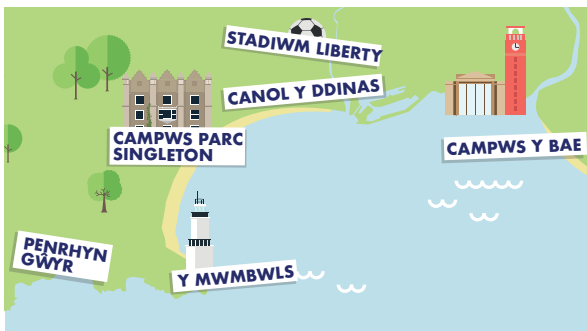 STADIWM LIBERTY
CANOL Y DDINAS
CAMPWS PARC
SINGLETON
CAMPWS Y BAE
PENRHYN
GŴYR
Y MWMBWLS